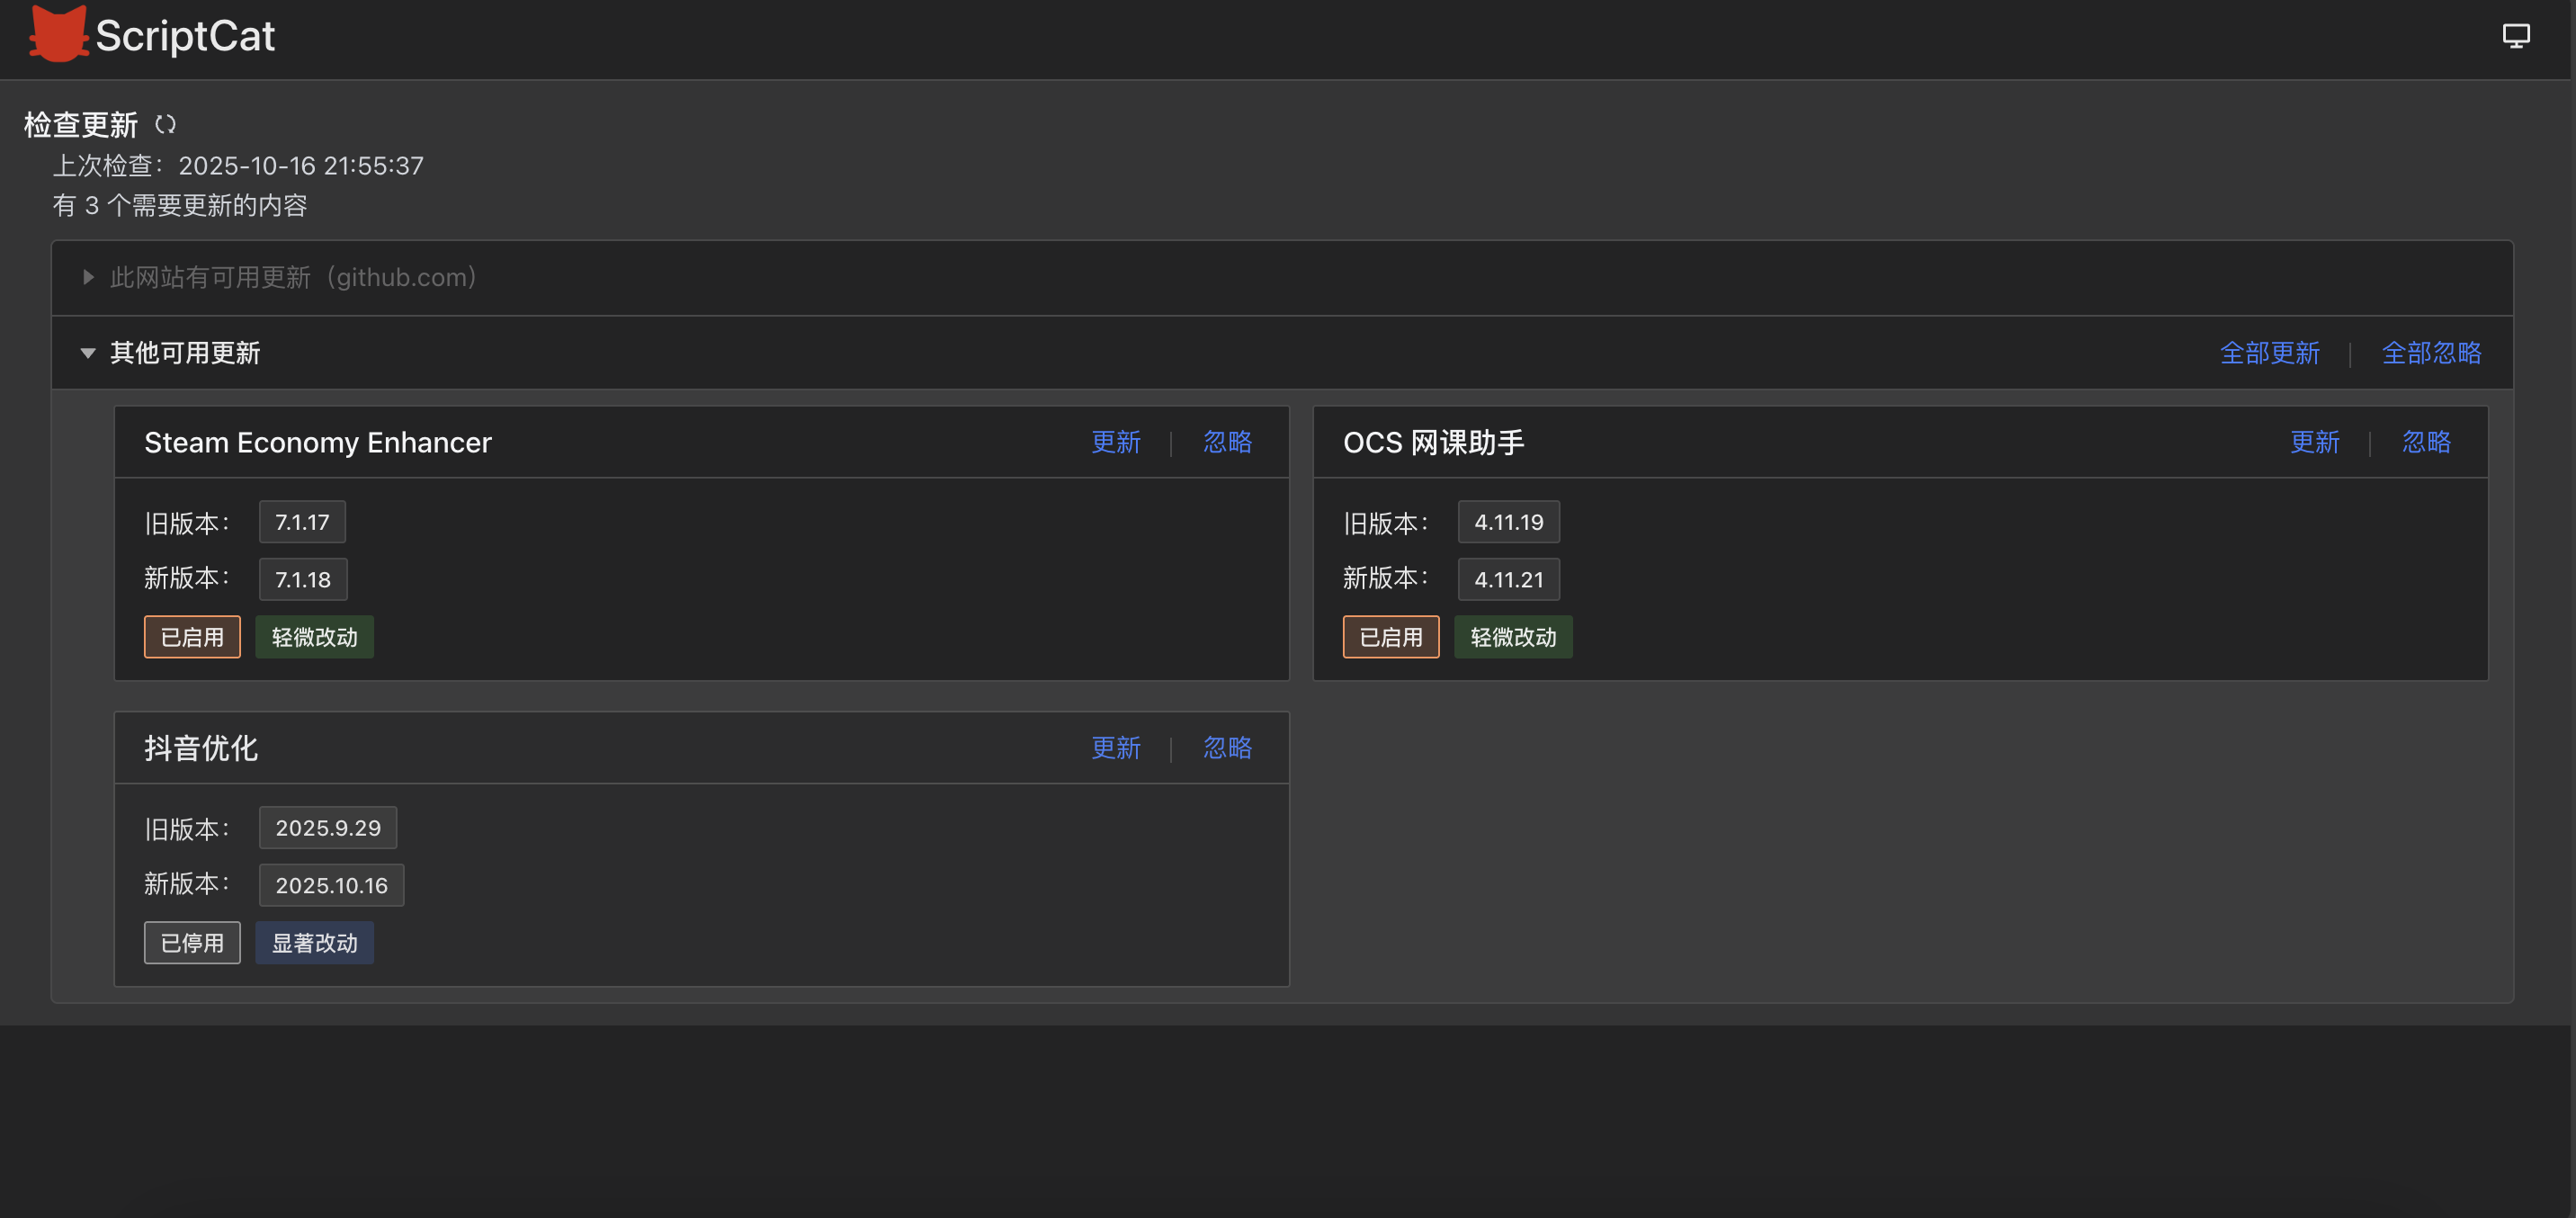 ScriptCat
检查更新
上次检查：2025-10-16 21:55:37
有 3 个需要更新的内容
此网站有可用更新（github.com）
其他可用更新 全部更新 全部忽略
Steam Economy Enhancer 更新 忽略
旧版本： 7.1.17
新版本： 7.1.18
已启用 轻微改动
OCS 网课助手 更新 忽略
旧版本： 4.11.19
新版本： 4.11.21
已启用 轻微改动
抖音优化 更新 忽略
旧版本： 2025.9.29
新版本： 2025.10.16
已停用 显著改动